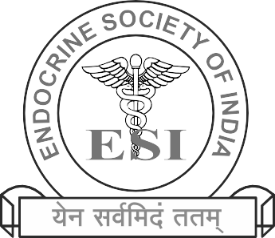 ENDOCRINE SOCIETY OF INDIA
ESI
येन सर्वमिदं ततम्